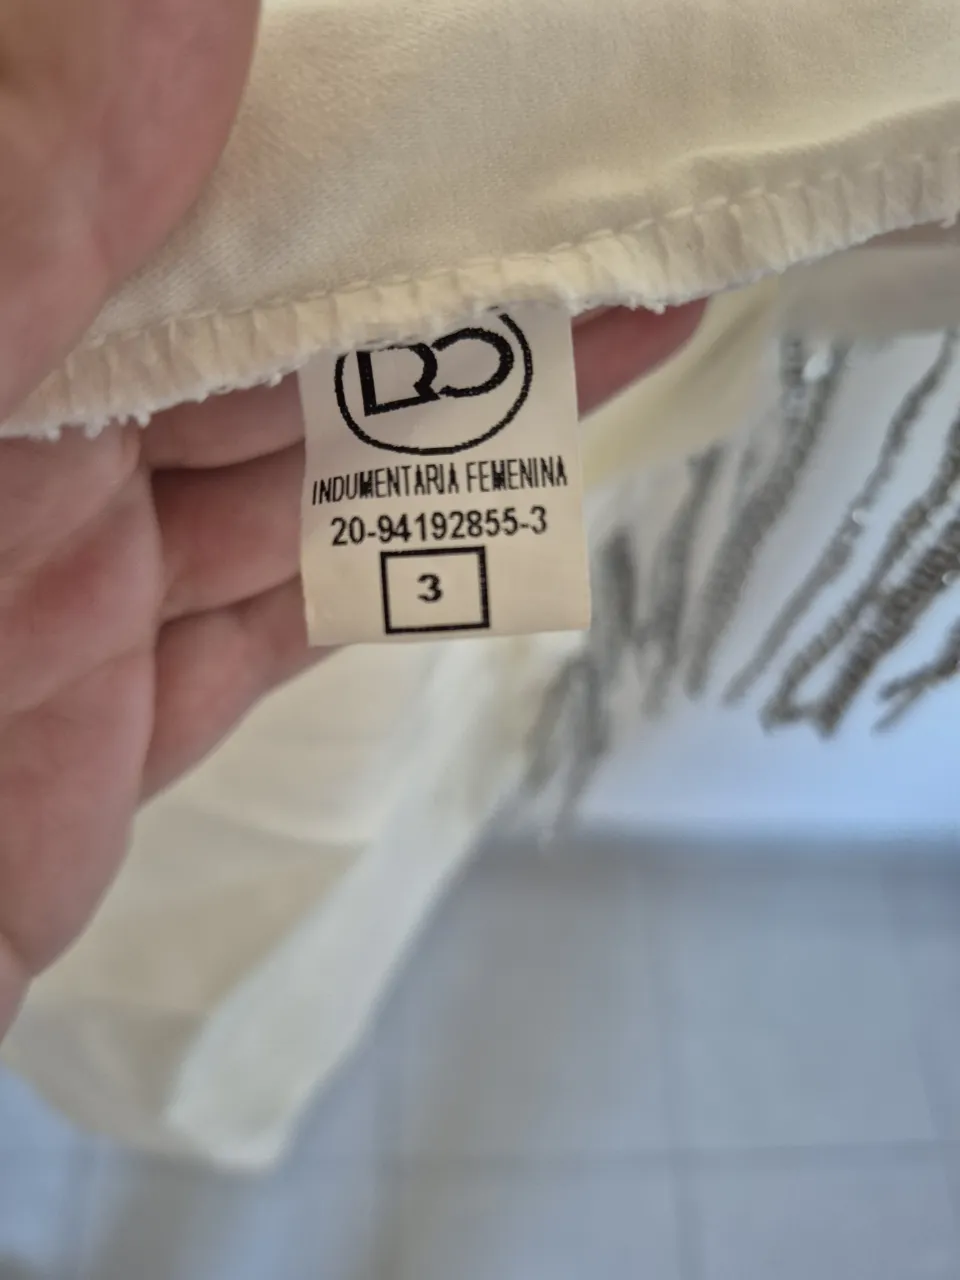 INDUMENTARIA FEMENINA
20-94192855-3
3